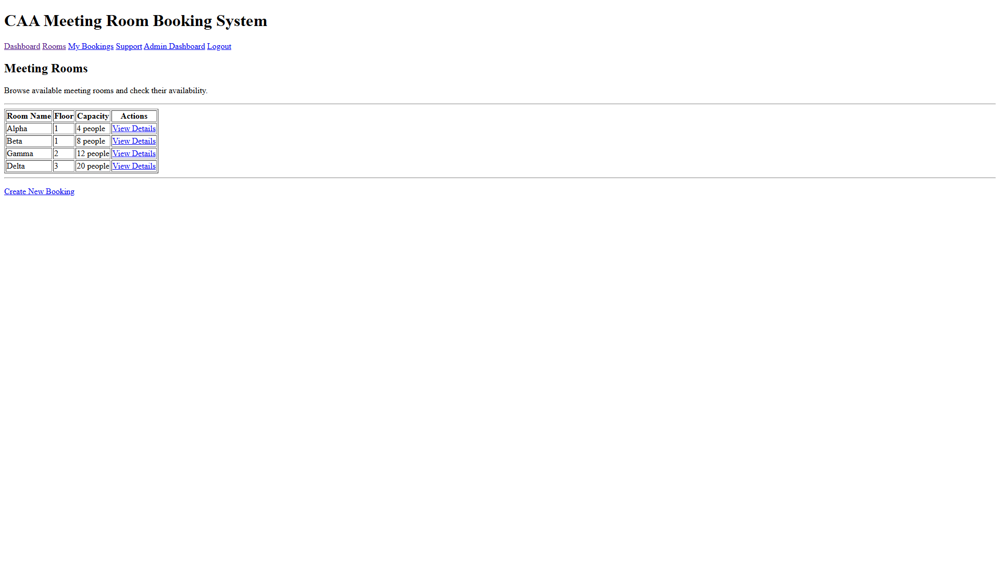 CAA Meeting Room Booking System
Dashboard Rooms My Bookings Support Admin Dashboard Logout
Meeting Rooms
Browse available meeting rooms and check their availability.
Room Name Floor Capacity Actions
Alpha 1 4 people View Details
Beta 1 8 people View Details
Gamma 2 12 people View Details
Delta 3 20 people View Details
Create New Booking